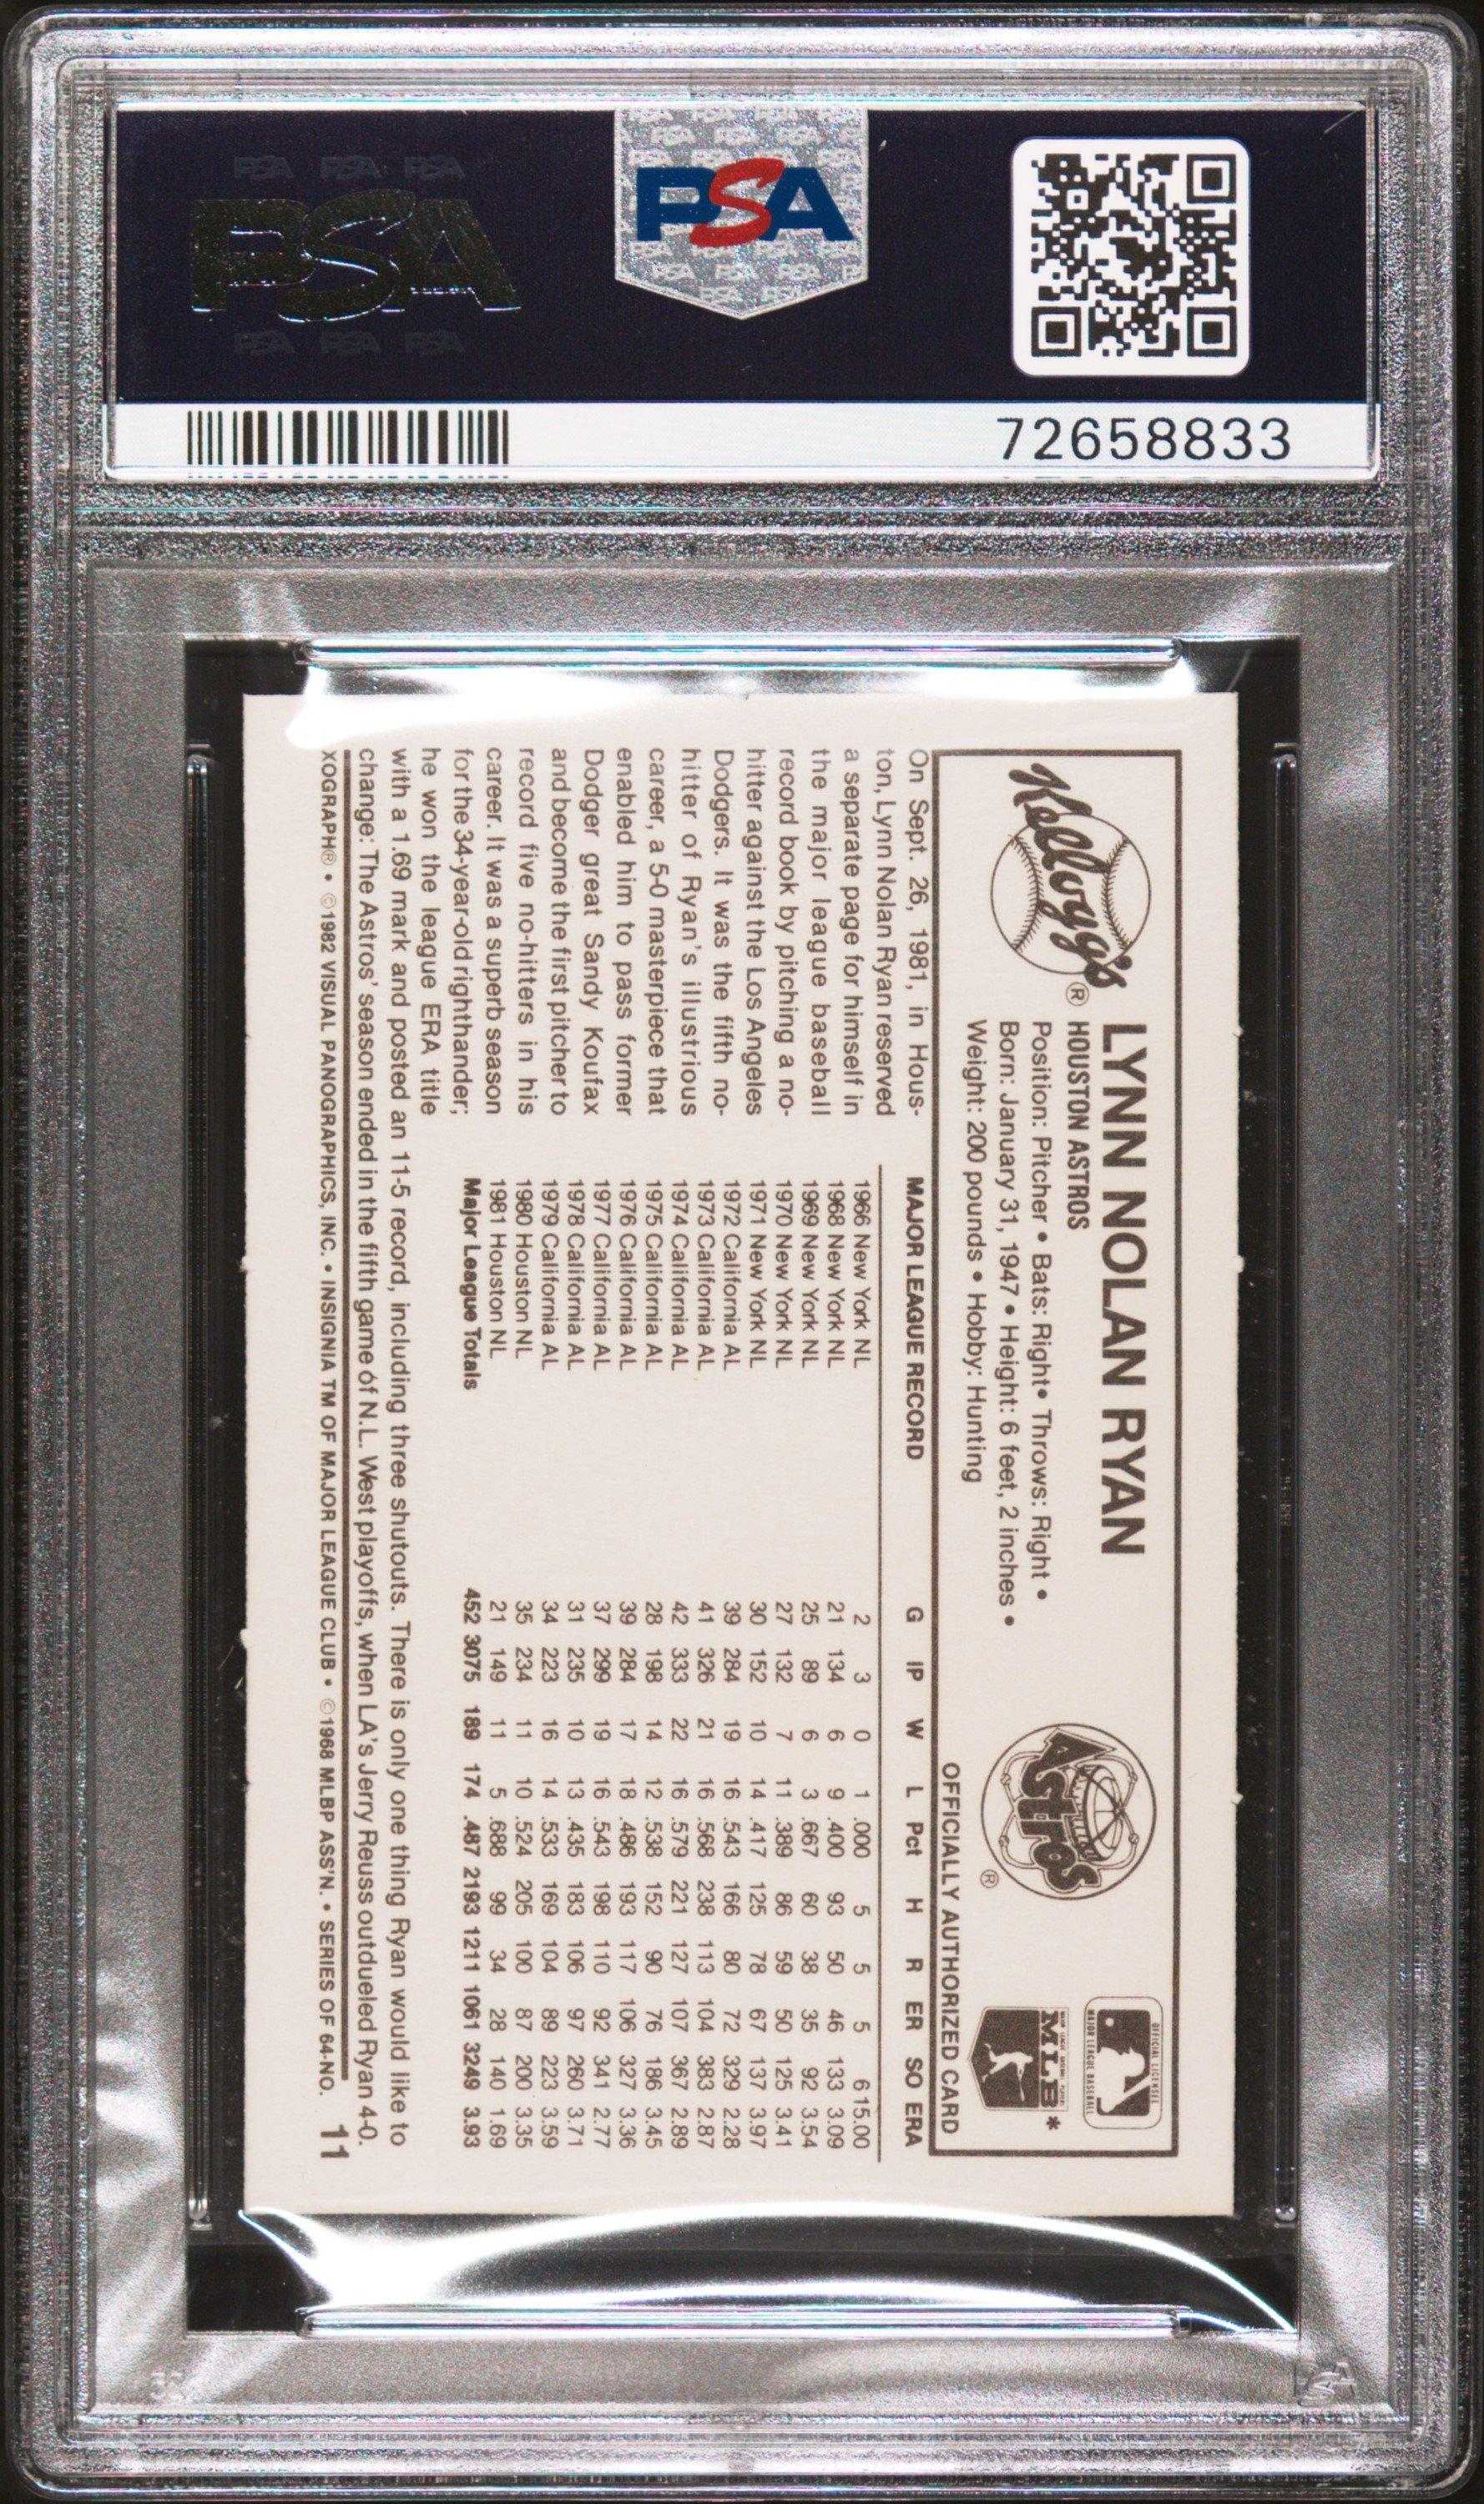 PSA PSA PSA
PSA
PSA PSA PSA
PSA
72658833
Kellogg's®
LYNN NOLAN RYAN
HOUSTON ASTROS
Position: Pitcher • Bats: Right • Throws: Right •
Born: January 31, 1947 • Height: 6 feet, 2 inches •
Weight: 200 pounds • Hobby: Hunting
Astros
®
OFFICIAL LICENSEE
MAJOR LEAGUE BASEBALL
MLB*
OFFICIALLY AUTHORIZED CARD
On Sept. 26, 1981, in Hous-
ton, Lynn Nolan Ryan reserved
a separate page for himself in
the major league baseball
record book by pitching a no-
hitter against the Los Angeles
Dodgers. It was the fifth no-
hitter of Ryan's illustrious
career, a 5-0 masterpiece that
enabled him to pass former
Dodger great Sandy Koufax
and become the first pitcher to
record five no-hitters in his
career. It was a superb season
for the 34-year-old righthander;
he won the league ERA title
with a 1.69 mark and posted an 11-5 record, including three shutouts. There is only one thing Ryan would like to
change: The Astros' season ended in the fifth game of N.L. West playoffs, when LA's Jerry Reuss outdueled Ryan 4-0.
MAJOR LEAGUE RECORD G IP W L Pct H R ER SO ERA
1966 New York NL 2 3 0 1 .000 5 5 5 6 15.00
1968 New York NL 21 134 6 9 .400 93 50 46 133 3.09
1969 New York NL 25 89 6 3 .667 60 38 35 92 3.54
1970 New York NL 27 132 7 11 .389 86 59 50 125 3.41
1971 New York NL 30 152 10 14 .417 125 78 67 137 3.97
1972 California AL 39 284 19 16 .543 166 80 72 329 2.28
1973 California AL 41 326 21 16 .568 238 113 104 383 2.87
1974 California AL 42 333 22 16 .579 221 127 107 367 2.89
1975 California AL 28 198 14 12 .538 152 90 76 186 3.45
1976 California AL 39 284 17 18 .486 193 117 106 327 3.36
1977 California AL 37 299 19 16 .543 198 110 92 341 2.77
1978 California AL 31 235 10 13 .435 183 106 97 260 3.71
1979 California AL 34 223 16 14 .533 169 104 89 223 3.59
1980 Houston NL 35 234 11 10 .524 205 100 87 200 3.35
1981 Houston NL 21 149 11 5 .688 99 34 28 140 1.69
Major League Totals 452 3075 189 174 .487 2193 1211 1061 3249 3.93
XOGRAPH® • ©1982 VISUAL PANOGRAPHICS, INC. • INSIGNIA TM OF MAJOR LEAGUE CLUB • ©1968 MLBP ASS'N. • SERIES OF 64-NO. 11